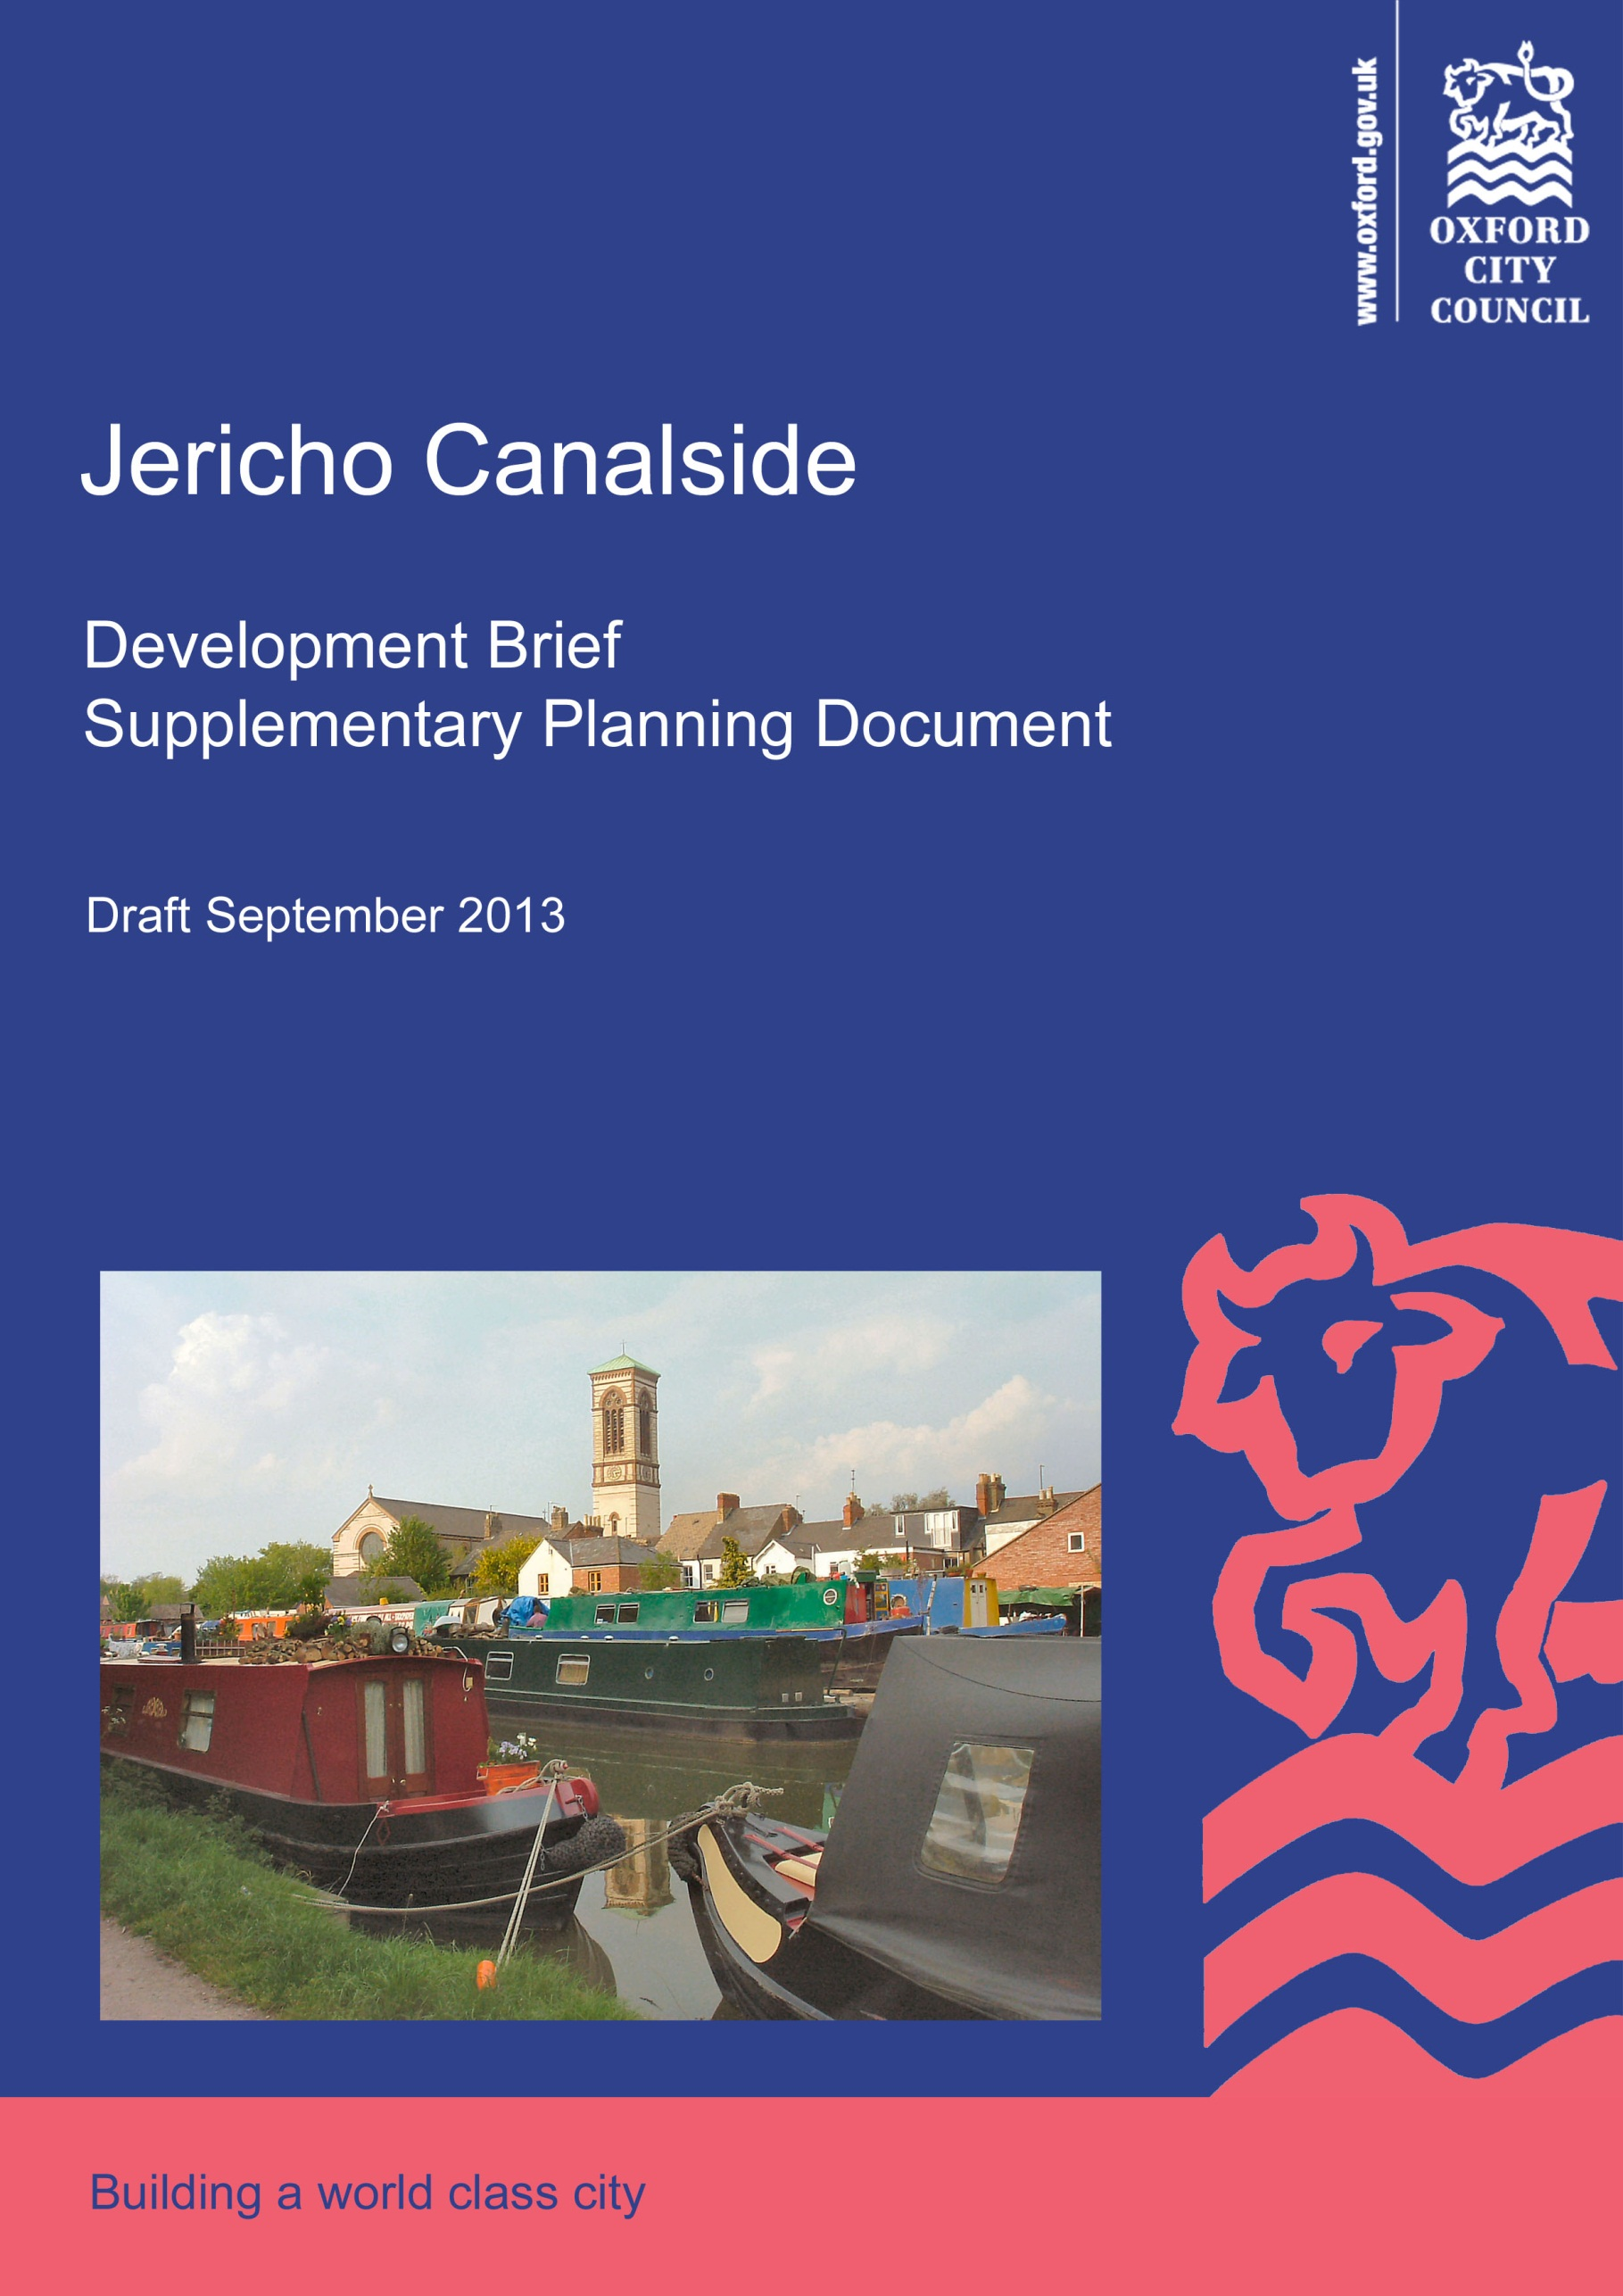 www.oxford.gov.uk
OXFORD
CITY
COUNCIL
Jericho Canalside
Development Brief
Supplementary Planning Document
Draft September 2013
Building a world class city